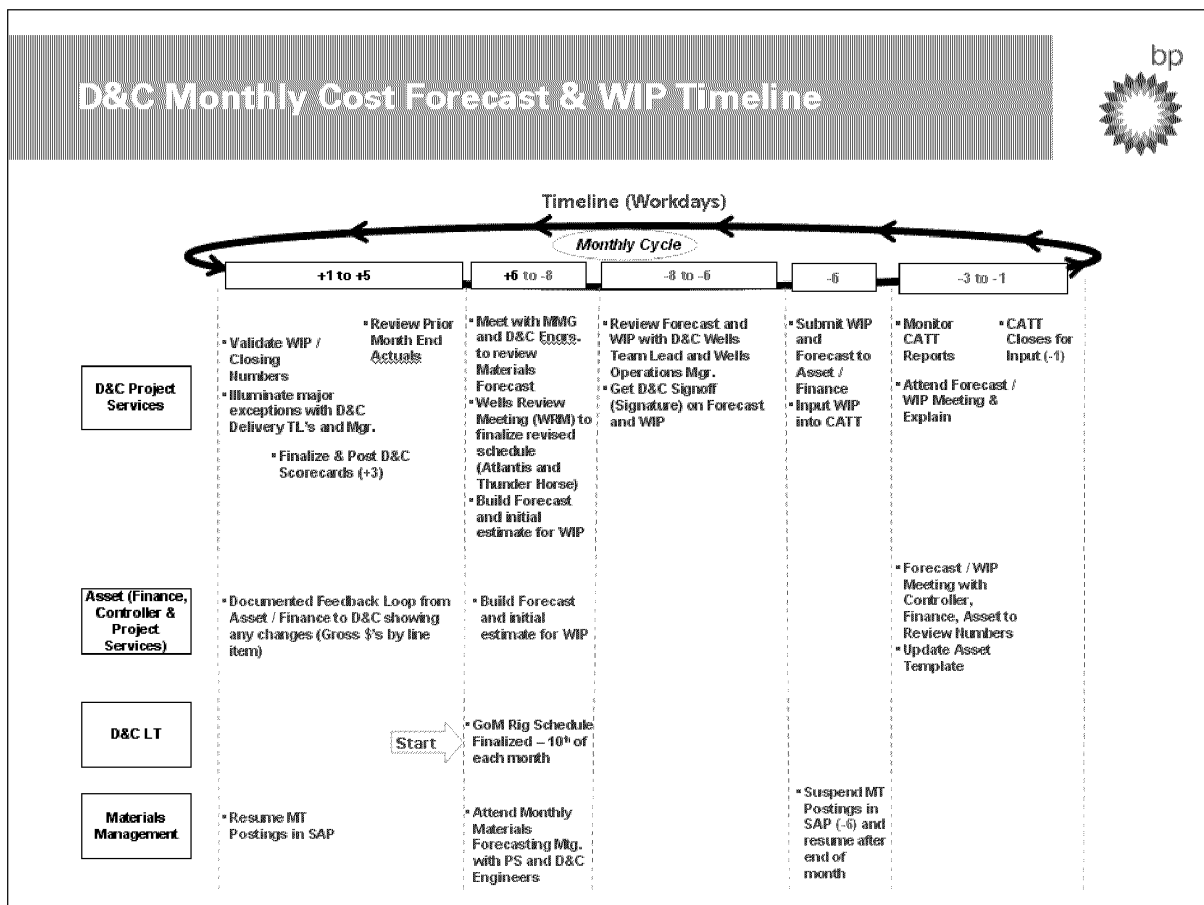 bp
D&C Monthly Cost Forecast & WIP Timeline
Timeline (Workdays)
Monthly Cycle
+1 to +5
+6 to -8
-8 to -6
-6
-3 to -1
D&C Project
Services
▪ Validate WIP /
Closing
Numbers
▪ Illuminate major
exceptions with D&C
Delivery TL's and Mgr.
▪ Finalize & Post D&C
Scorecards (+3)
▪ Review Prior
Month End
Actuals
▪ Meet with MMG
and D&C Engrs.
to review
Materials
Forecast
▪ Wells Review
Meeting (WRM) to
finalize revised
schedule
(Atlantis and
Thunder Horse)
▪ Build Forecast
and initial
estimate for WIP
▪ Review Forecast and
WIP with D&C Wells
Team Lead and Wells
Operations Mgr.
▪ Get D&C Signoff
(Signature) on Forecast
and WIP
▪ Submit WIP
and
Forecast to
Asset /
Finance
▪ Input WIP
into CATT
▪ Monitor
CATT
Reports
▪ Attend Forecast /
WIP Meeting &
Explain
▪ CATT
Closes for
Input (-1)
Asset (Finance,
Controller &
Project
Services)
▪ Documented Feedback Loop from
Asset / Finance to D&C showing
any changes (Gross $'s by line
item)
▪ Build Forecast
and initial
estimate for WIP
▪ Forecast / WIP
Meeting with
Controller,
Finance, Asset to
Review Numbers
▪ Update Asset
Template
D&C LT
Start
▪ GoM Rig Schedule
Finalized – 10th of
each month
Materials
Management
▪ Resume MT
Postings in SAP
▪ Attend Monthly
Materials
Forecasting Mtg.
with PS and D&C
Engineers
▪ Suspend MT
Postings in
SAP (-6) and
resume after
end of
month